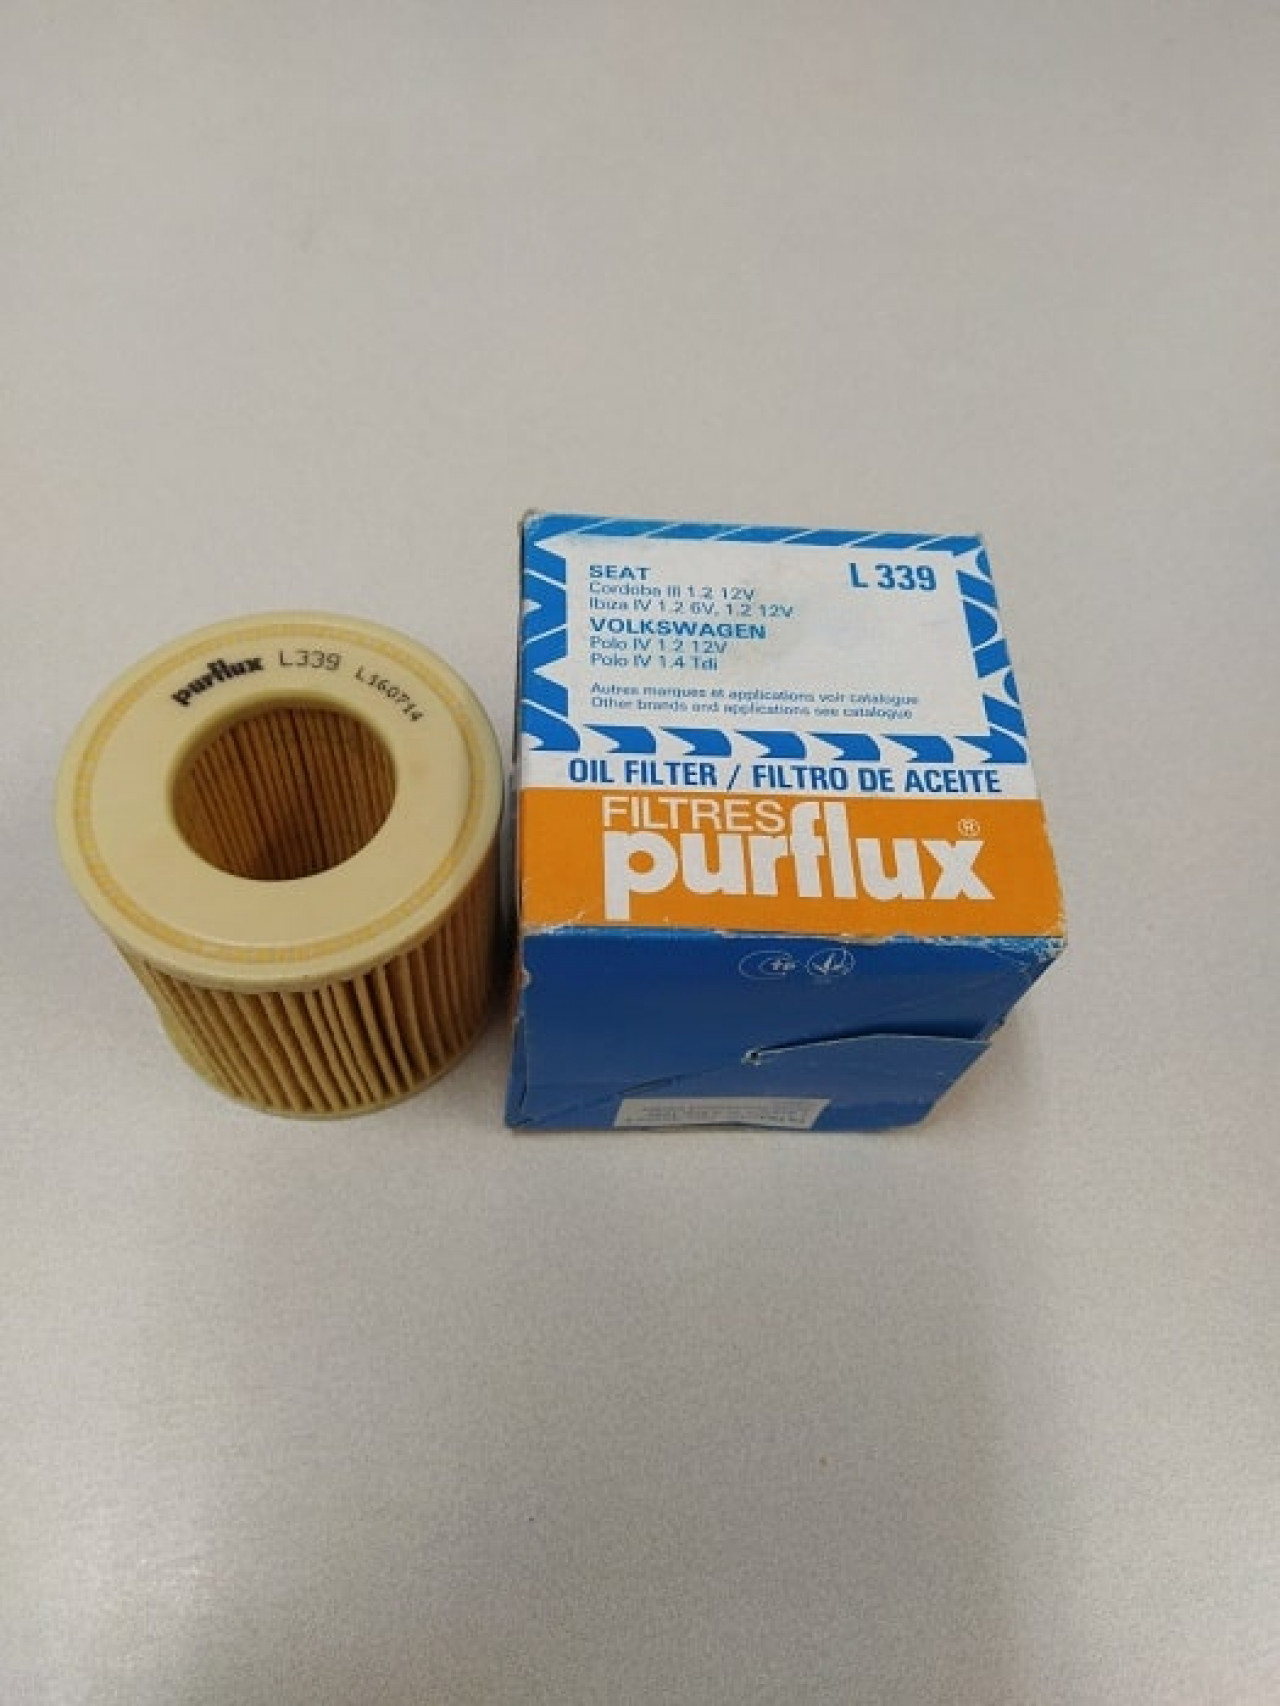 purflux L339 L160714
SEAT
L 339
Cordoba III 1.2 12V
Ibiza IV 1.2 6V, 1.2 12V
VOLKSWAGEN
Polo IV 1.2 12V
Polo IV 1.4 Tdi
Autres marques et applications voir catalogue
Other brands and applications see catalogue
OIL FILTER / FILTRO DE ACEITE
FILTRES
purflux®